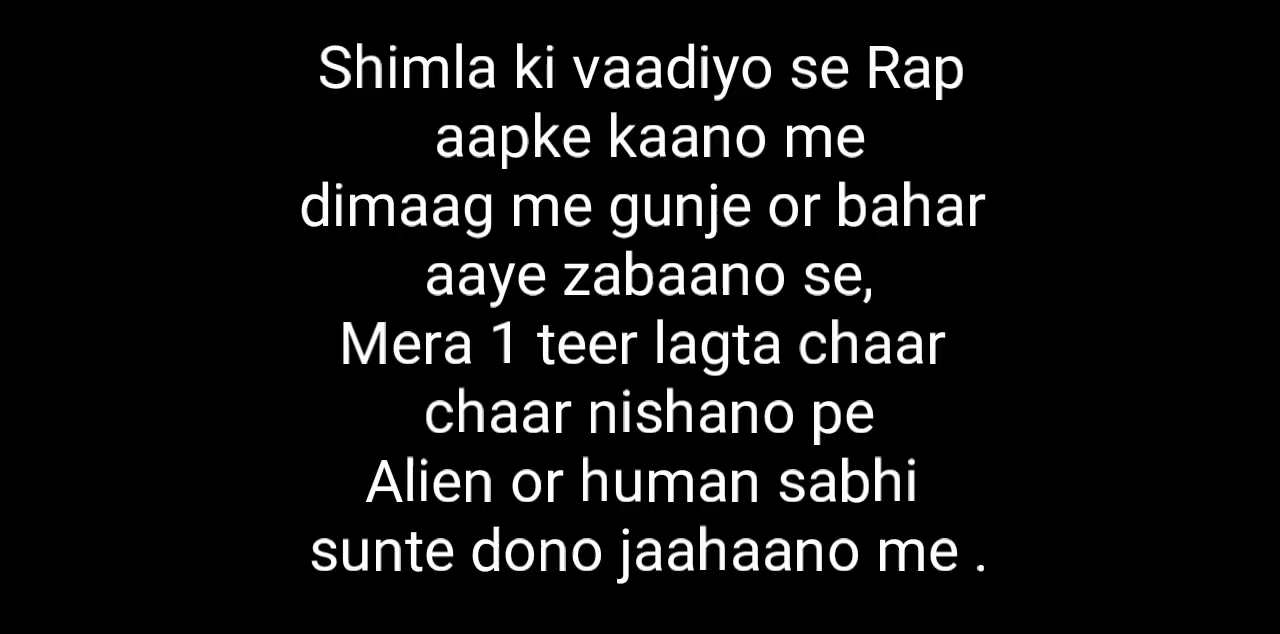 Shimla ki vaadiyo se Rap
aapke kaano me
dimaag me gunje or bahar
aaye zabaano se,
Mera 1 teer lagta chaar
chaar nishano pe
Alien or human sabhi
sunte dono jaahaano me .